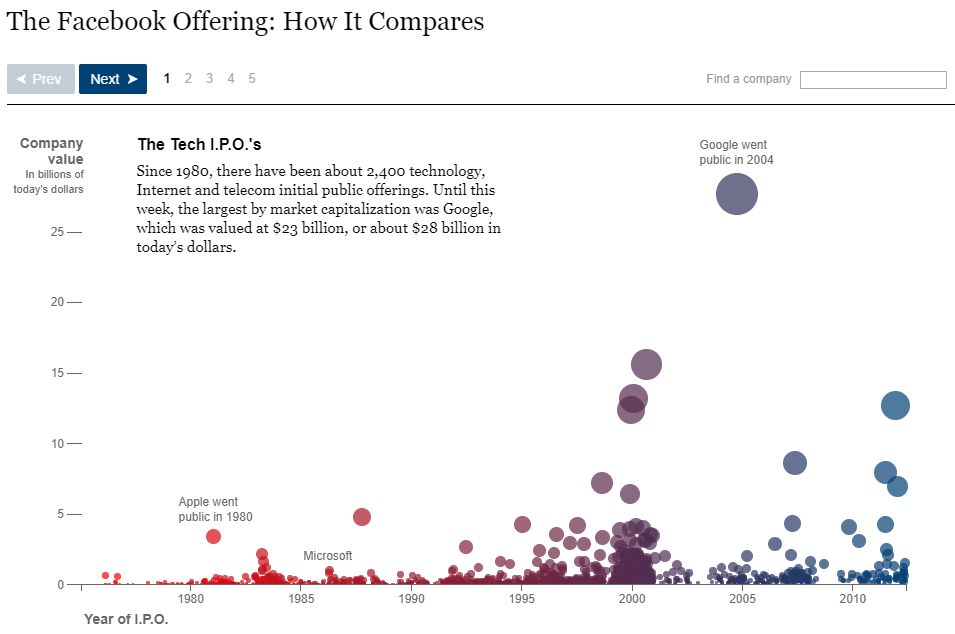 The Facebook Offering: How It Compares
◄ Prev Next ➤ 1 2 3 4 5 Find a company
Company
value
In billions of
today's dollars
The Tech I.P.O.'s
Since 1980, there have been about 2,400 technology,
Internet and telecom initial public offerings. Until this
week, the largest by market capitalization was Google,
which was valued at $23 billion, or about $28 billion in
today's dollars.
Google went
public in 2004
25
20
15
10
5
0
Apple went
public in 1980
Microsoft
1980 1985 1990 1995 2000 2005 2010
Year of I.P.O.